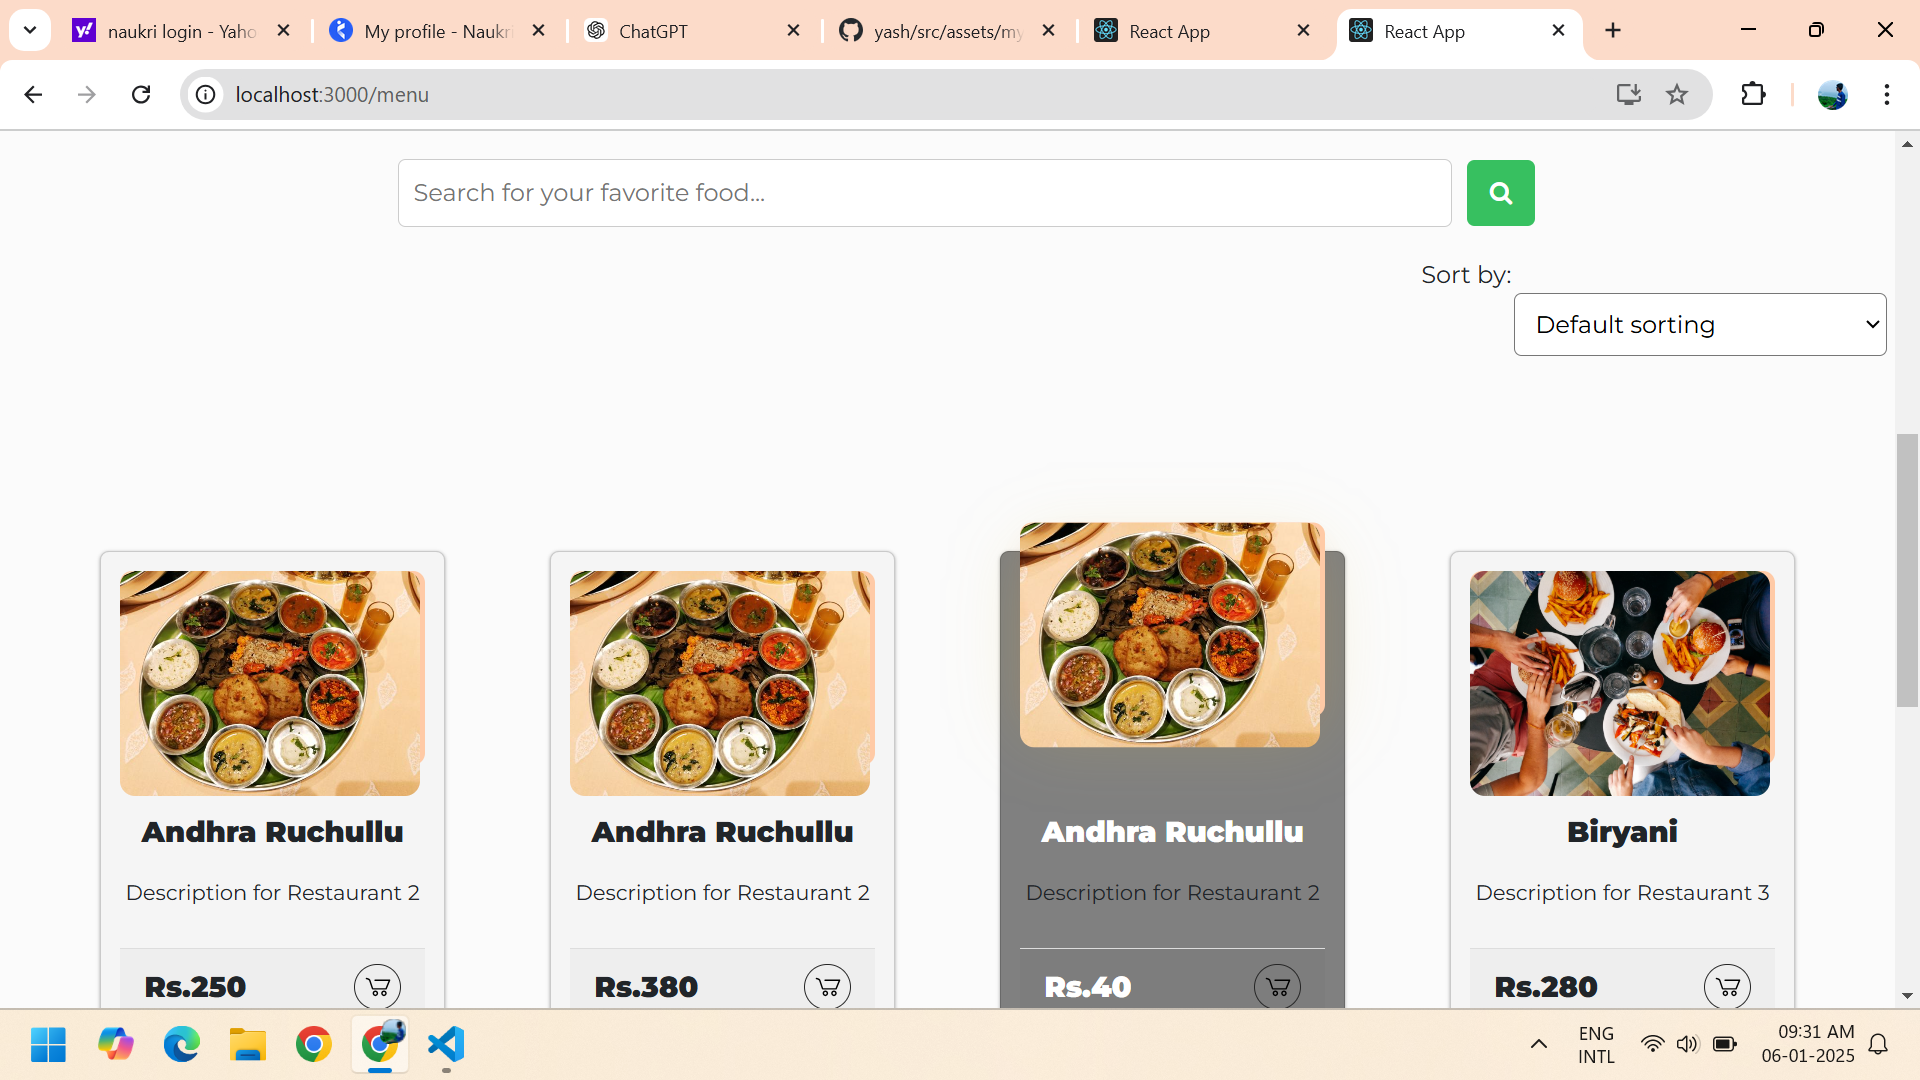 naukri login - Yaho
My profile - Naukri
ChatGPT
yash/src/assets/my
React App
React App
localhost:3000/menu
Search for your favorite food...
Sort by:
Default sorting
Andhra Ruchullu
Description for Restaurant 2
Rs.250
Andhra Ruchullu
Description for Restaurant 2
Rs.380
Andhra Ruchullu
Description for Restaurant 2
Rs.40
Biryani
Description for Restaurant 3
Rs.280
ENG
INTL
09:31 AM
06-01-2025